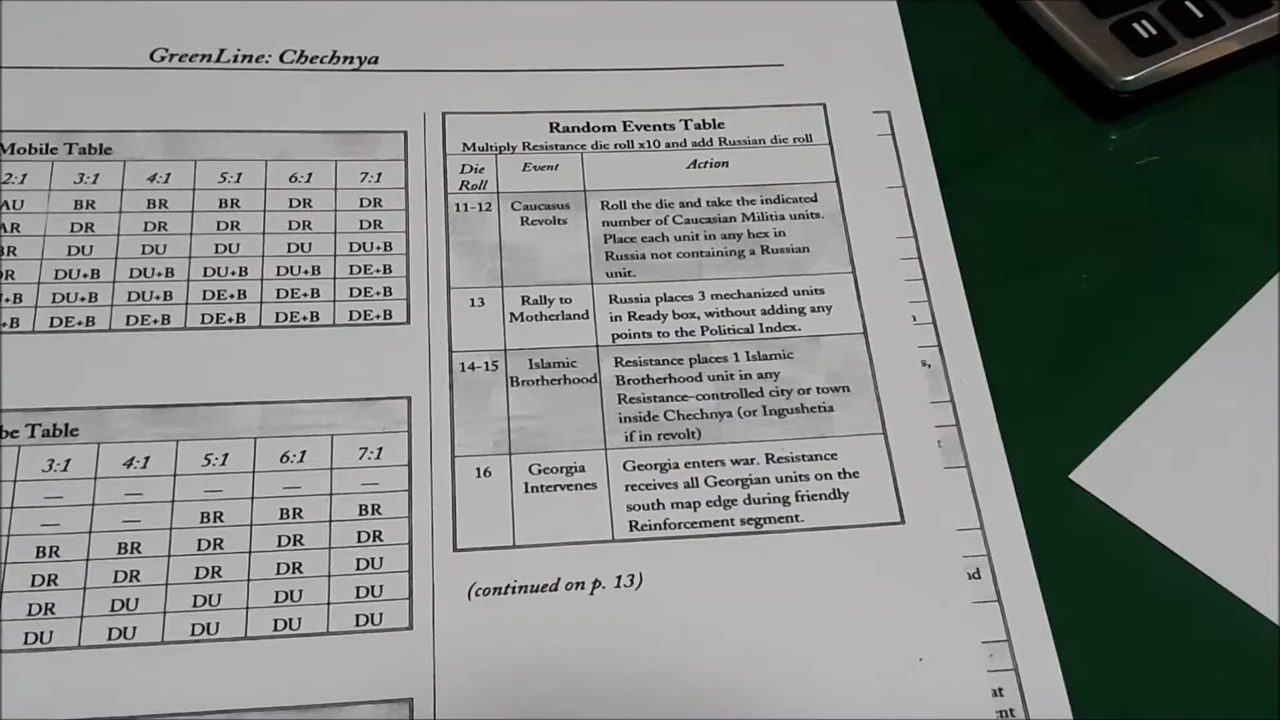 GreenLine: Chechnya
Mobile Table
2:1 3:1 4:1 5:1 6:1 7:1
AU BR BR BR DR DR
AR DR DR DR DR DR
BR DU DU DU DU DU+B
DR DU+B DU+B DU+B DU+B DE+B
+B DU+B DU+B DE+B DE+B DE+B
+B DE+B DE+B DE+B DE+B DE+B
be Table
3:1 4:1 5:1 6:1 7:1
— — — — —
— — BR BR BR
BR BR DR DR DR
DR DR DR DR DU
DR DU DU DU DU
DU DU DU DU DU
Random Events Table
Multiply Resistance die roll x10 and add Russian die roll
Die
Roll
Event
Action
11-12
Caucasus
Revolts
Roll the die and take the indicated
number of Caucasian Militia units.
Place each unit in any hex in
Russia not containing a Russian
unit.
13
Rally to
Motherland
Russia places 3 mechanized units
in Ready box, without adding any
points to the Political Index.
14-15
Islamic
Brotherhood
Resistance places 1 Islamic
Brotherhood unit in any
Resistance-controlled city or town
inside Chechnya (or Ingushetia
if in revolt)
16
Georgia
Intervenes
Georgia enters war. Resistance
receives all Georgian units on the
south map edge during friendly
Reinforcement segment.
(continued on p. 13)
s,
t
nd
at
nt